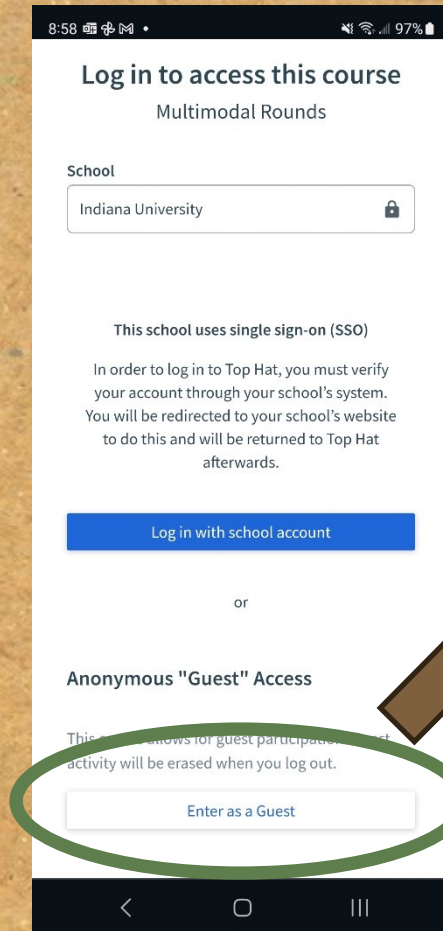 8:58 97%
Log in to access this course
Multimodal Rounds
School
Indiana University
This school uses single sign-on (SSO)
In order to log in to Top Hat, you must verify
your account through your school's system.
You will be redirected to your school's website
to do this and will be returned to Top Hat
afterwards.
Log in with school account
or
Anonymous "Guest" Access
This allows for guest
activity will be erased when you log out.
Enter as a Guest